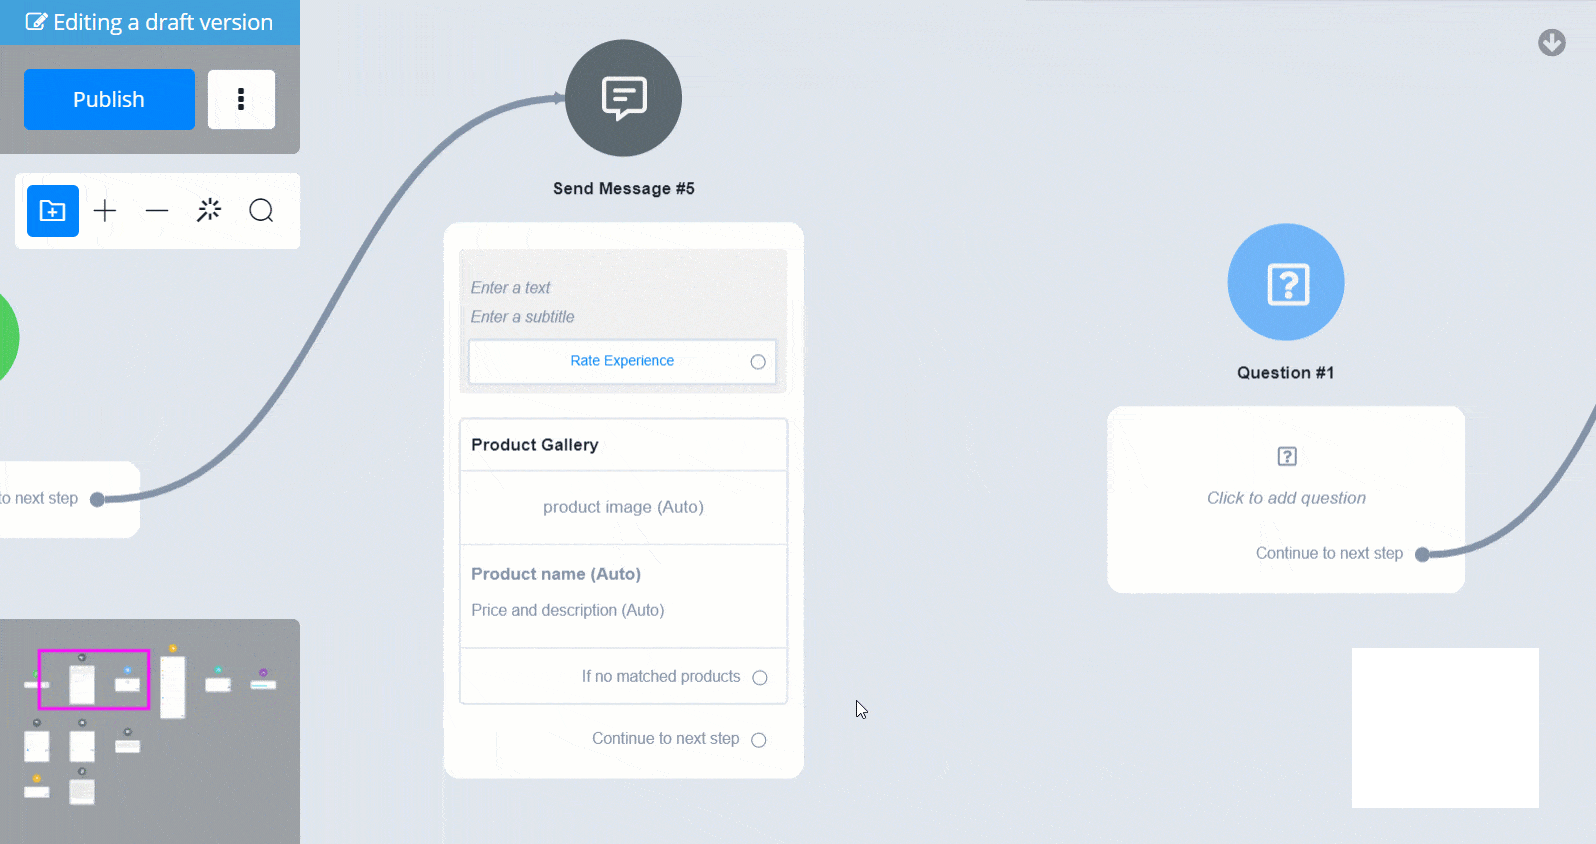 Editing a draft version
Publish
Send Message #5
Enter a text
Enter a subtitle
Rate Experience
Product Gallery
product image (Auto)
Product name (Auto)
Price and description (Auto)
If no matched products
Continue to next step
to next step
Question #1
Click to add question
Continue to next step